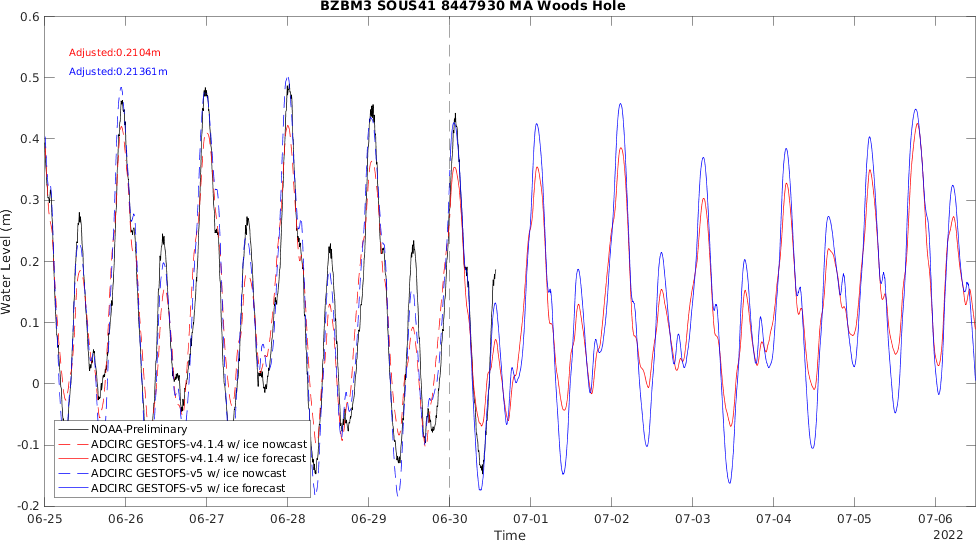 BZBM3 SOUS41 8447930 MA Woods Hole
0.6
0.5
0.4
0.3
0.2
0.1
0
-0.1
-0.2
Water Level (m)
Adjusted:0.2104m
Adjusted:0.21361m
NOAA-Preliminary
ADCIRC GESTOFS-v4.1.4 w/ ice nowcast
ADCIRC GESTOFS-v4.1.4 w/ ice forecast
ADCIRC GESTOFS-v5 w/ ice nowcast
ADCIRC GESTOFS-v5 w/ ice forecast
06-25 06-26 06-27 06-28 06-29 06-30 07-01 07-02 07-03 07-04 07-05 07-06
Time
2022